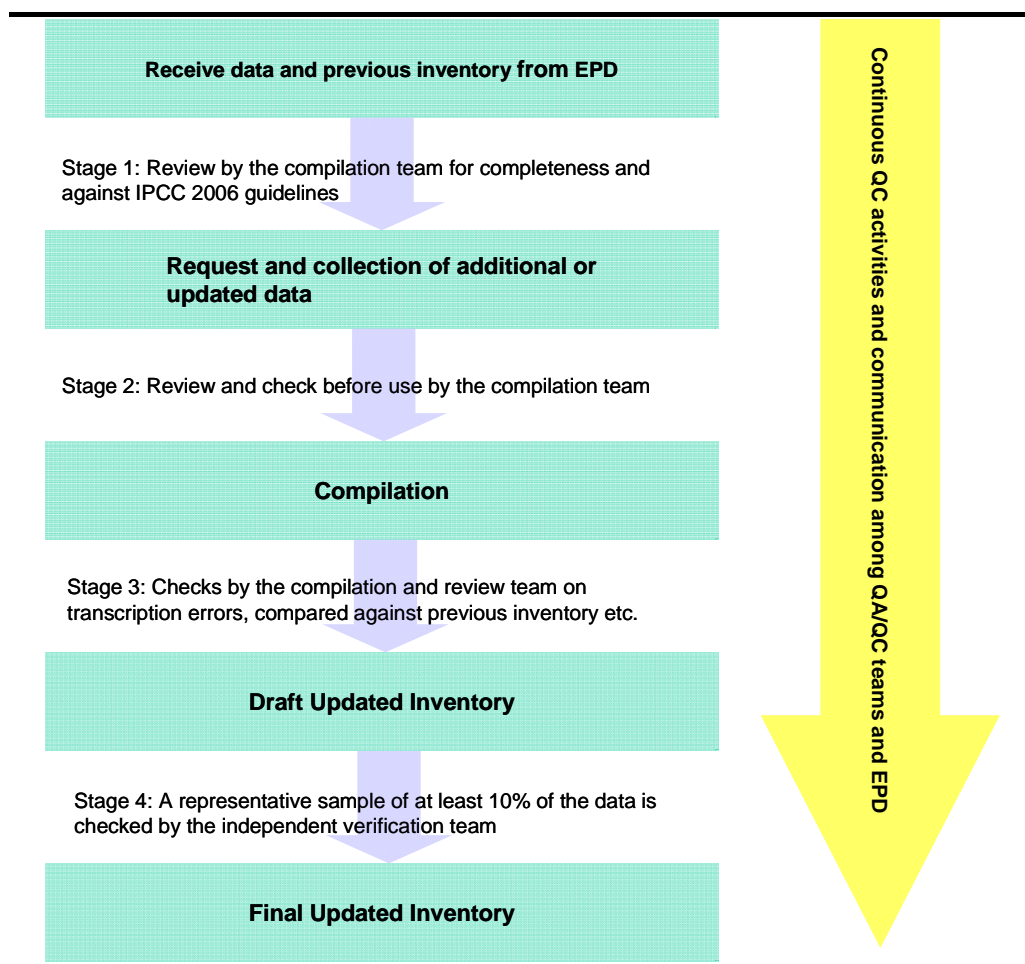 Receive data and previous inventory from EPD
Stage 1: Review by the compilation team for completeness and
against IPCC 2006 guidelines
Request and collection of additional or
updated data
Stage 2: Review and check before use by the compilation team
Compilation
Stage 3: Checks by the compilation and review team on
transcription errors, compared against previous inventory etc.
Draft Updated Inventory
Stage 4: A representative sample of at least 10% of the data is
checked by the independent verification team
Final Updated Inventory
Continuous QC activities and communication among QA/QC teams and EPD